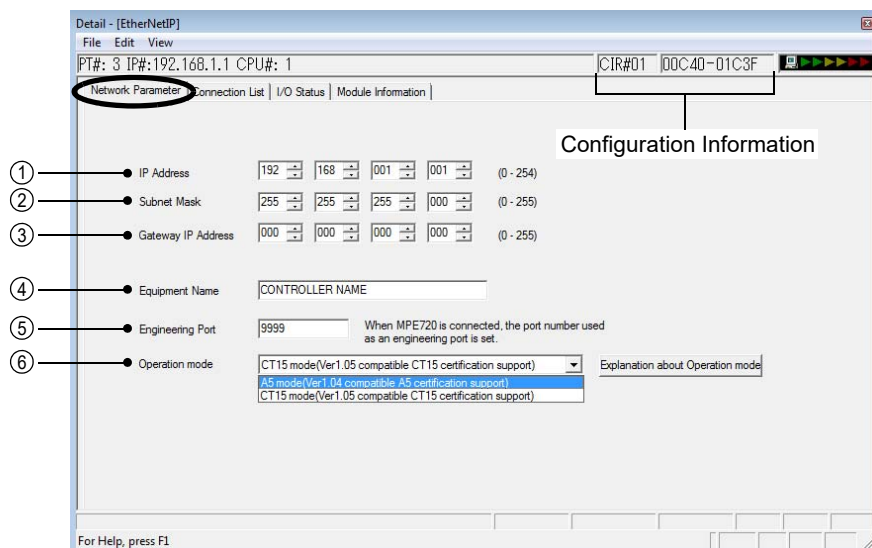 Detail - [EtherNetIP]
File Edit View
PT#: 3 IP#:192.168.1.1 CPU#: 1 CIR#01 00C40-01C3F
Network Parameter Connection List I/O Status Module Information
Configuration Information
① IP Address 192 168 001 001 (0 - 254)
② Subnet Mask 255 255 255 000 (0 - 255)
③ Gateway IP Address 000 000 000 000 (0 - 255)
④ Equipment Name CONTROLLER NAME
⑤ Engineering Port 9999 When MPE720 is connected, the port number used
as an engineering port is set.
⑥ Operation mode CT15 mode(Ver1.05 compatible CT15 certification support) Explanation about Operation mode
A5 mode(Ver1.04 compatible A5 certification support)
CT15 mode(Ver1.05 compatible CT15 certification support)
For Help, press F1